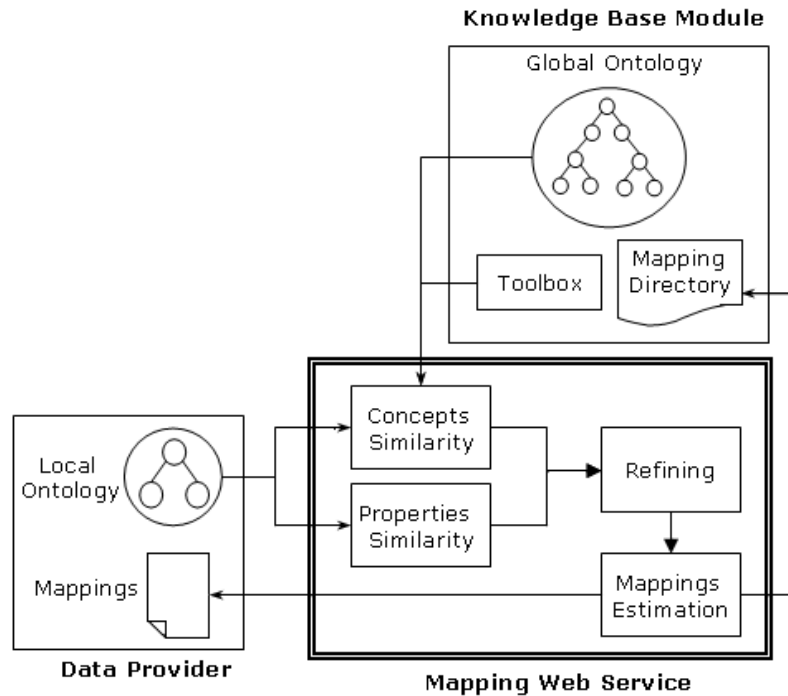 Knowledge Base Module
Global Ontology
Toolbox
Mapping
Directory
Concepts
Similarity
Local
Ontology
Refining
Properties
Similarity
Mappings
Mappings
Estimation
Data Provider
Mapping Web Service